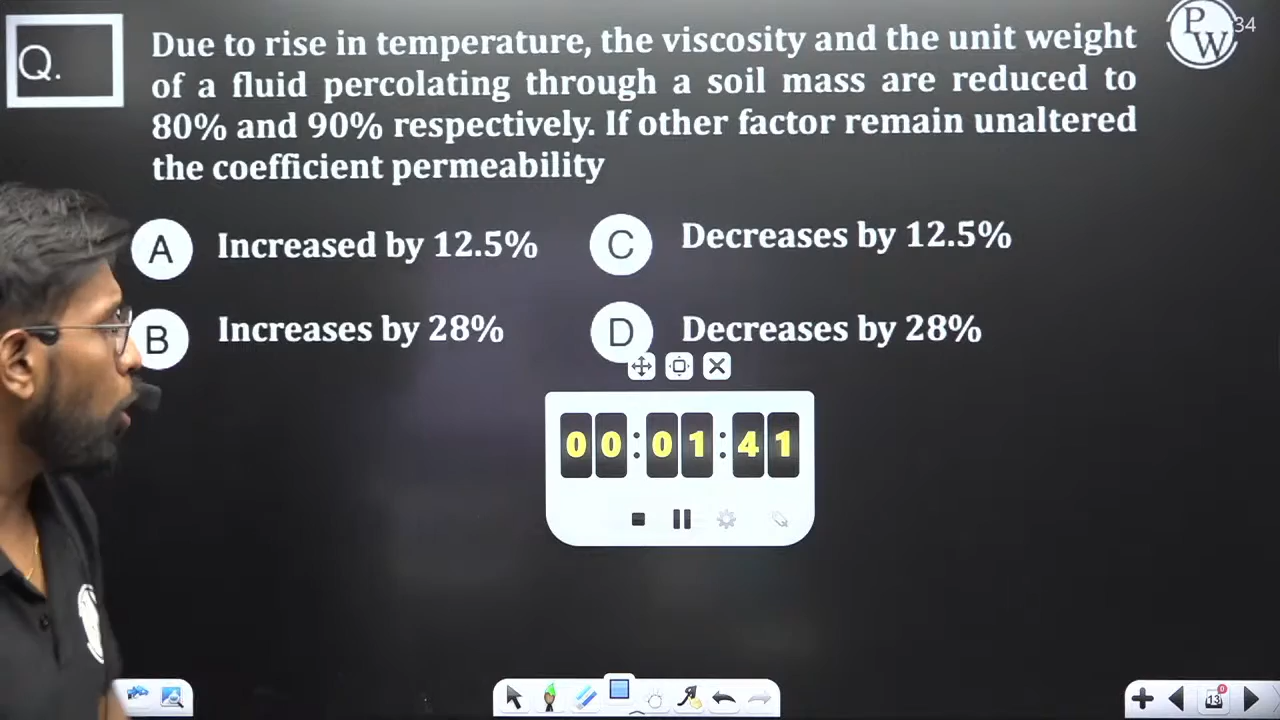 Q.
Due to rise in temperature, the viscosity and the unit weight
of a fluid percolating through a soil mass are reduced to
80% and 90% respectively. If other factor remain unaltered
the coefficient permeability
PW
34
A Increased by 12.5%
C Decreases by 12.5%
B Increases by 28%
D Decreases by 28%
00:01:41
13
0